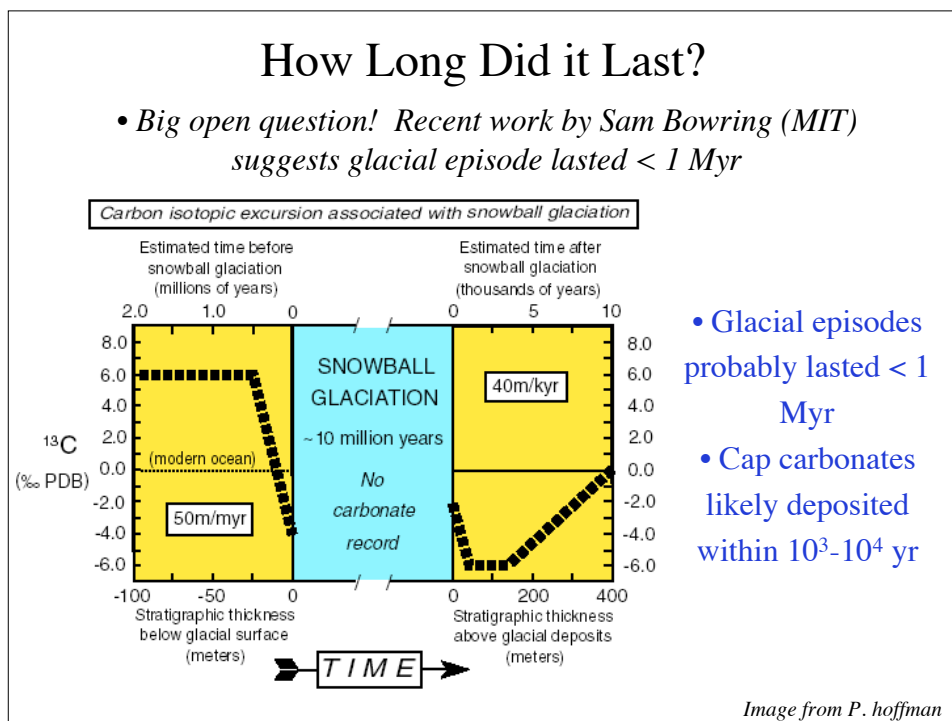 How Long Did it Last?
• Big open question! Recent work by Sam Bowring (MIT)
suggests glacial episode lasted < 1 Myr
Carbon isotopic excursion associated with snowball glaciation
Estimated time before
snowball glaciation
(millions of years)
2.0 1.0 0
Estimated time after
snowball glaciation
(thousands of years)
0 5 10
¹³C
(‰ PDB)
8.0
6.0
4.0
2.0
0.0
-2.0
-4.0
-6.0
(modern ocean)
50m/myr
SNOWBALL
GLACIATION
~10 million years
No
carbonate
record
40m/kyr
8.0
6.0
4.0
2.0
0.0
-2.0
-4.0
-6.0
-100 -50 0
Stratigraphic thickness
below glacial surface
(meters)
0 200 400
Stratigraphic thickness
above glacial deposits
(meters)
TIME
• Glacial episodes
probably lasted < 1
Myr
• Cap carbonates
likely deposited
within 10³-10⁴ yr
Image from P. hoffman